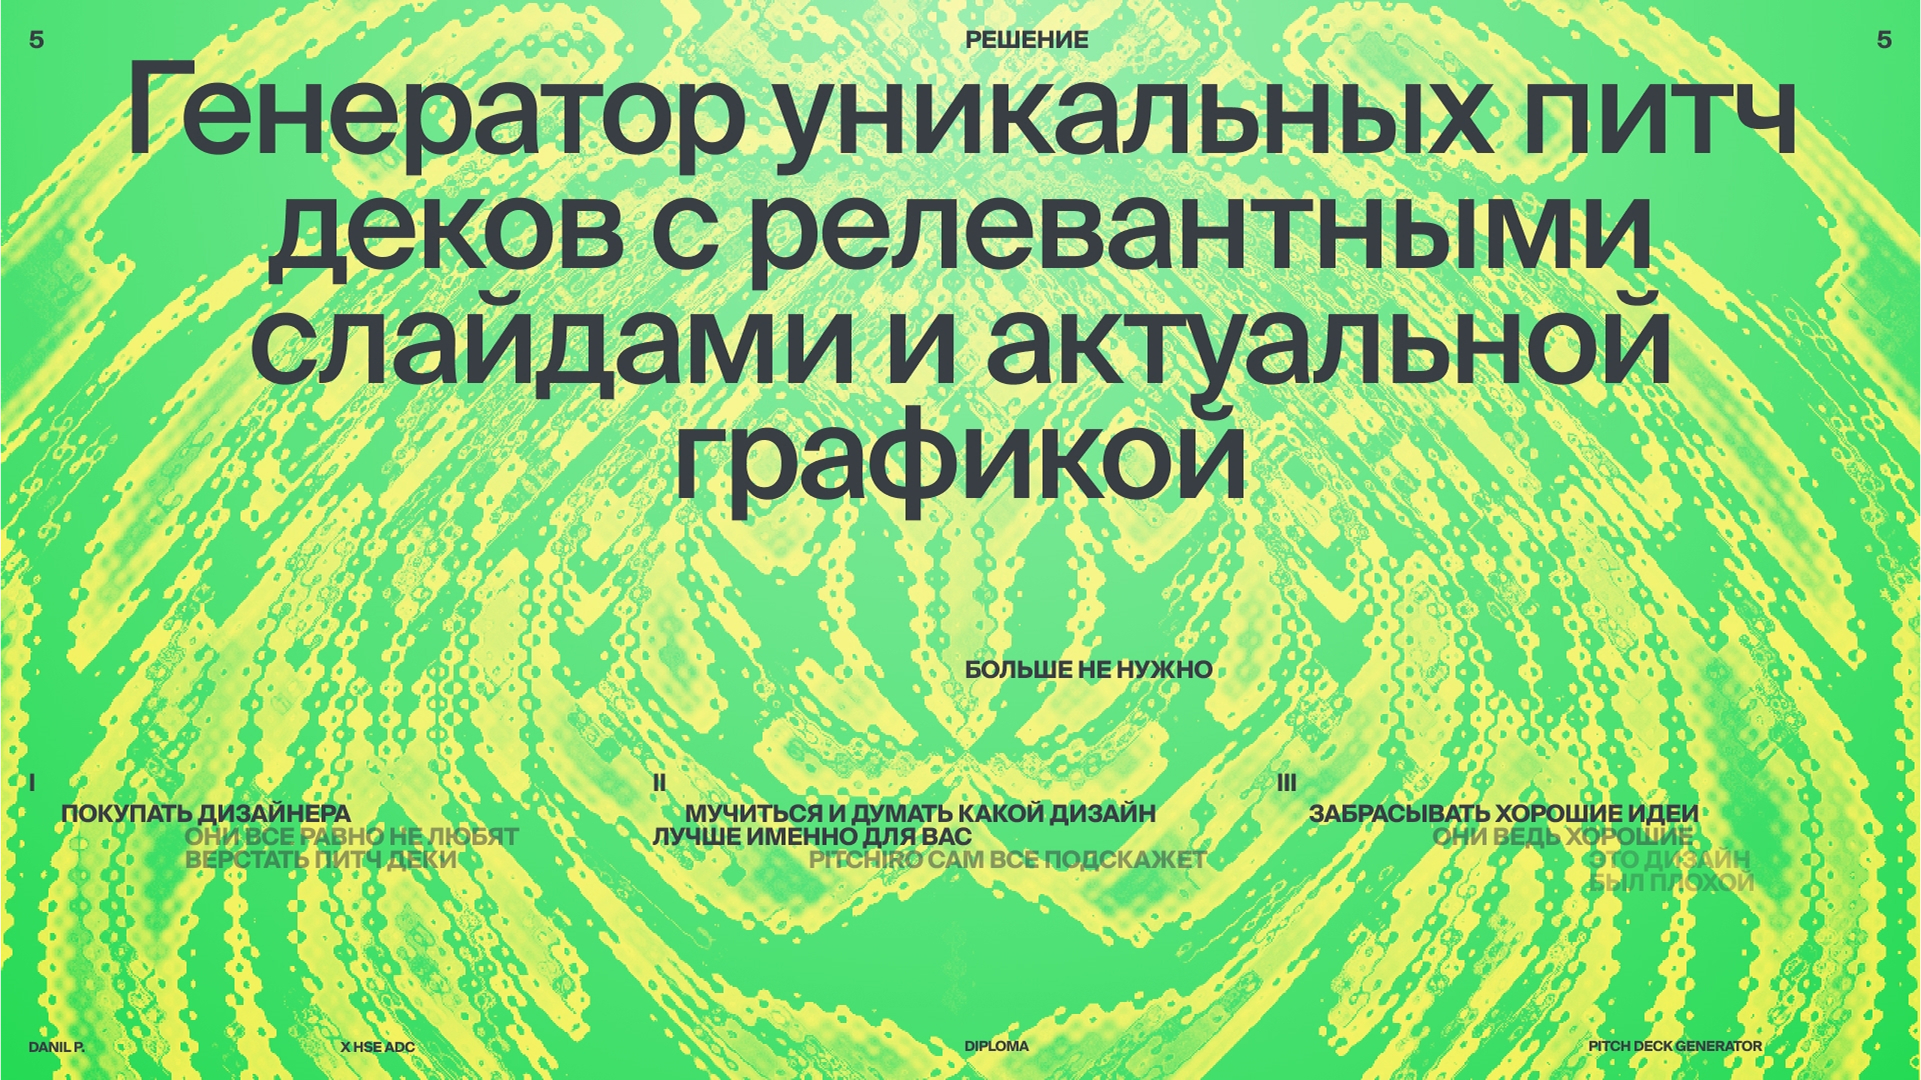 5
РЕШЕНИЕ
5
Генератор уникальных питч
деков с релевантными
слайдами и актуальной
графикой
БОЛЬШЕ НЕ НУЖНО
I
ПОКУПАТЬ ДИЗАЙНЕРА
ОНИ ВСЕ РАВНО НЕ ЛЮБЯТ
ВЕРСТАТЬ ПИТЧ ДЕКИ
II
МУЧИТЬСЯ И ДУМАТЬ КАКОЙ ДИЗАЙН
ЛУЧШЕ ИМЕННО ДЛЯ ВАС
PITCHIRO САМ ВСЕ ПОДСКАЖЕТ
III
ЗАБРАСЫВАТЬ ХОРОШИЕ ИДЕИ
ОНИ ВЕДЬ ХОРОШИЕ
ЭТО ДИЗАЙН
БЫЛ ПЛОХОЙ
DANIL P.
X HSE ADC
DIPLOMA
PITCH DECK GENERATOR